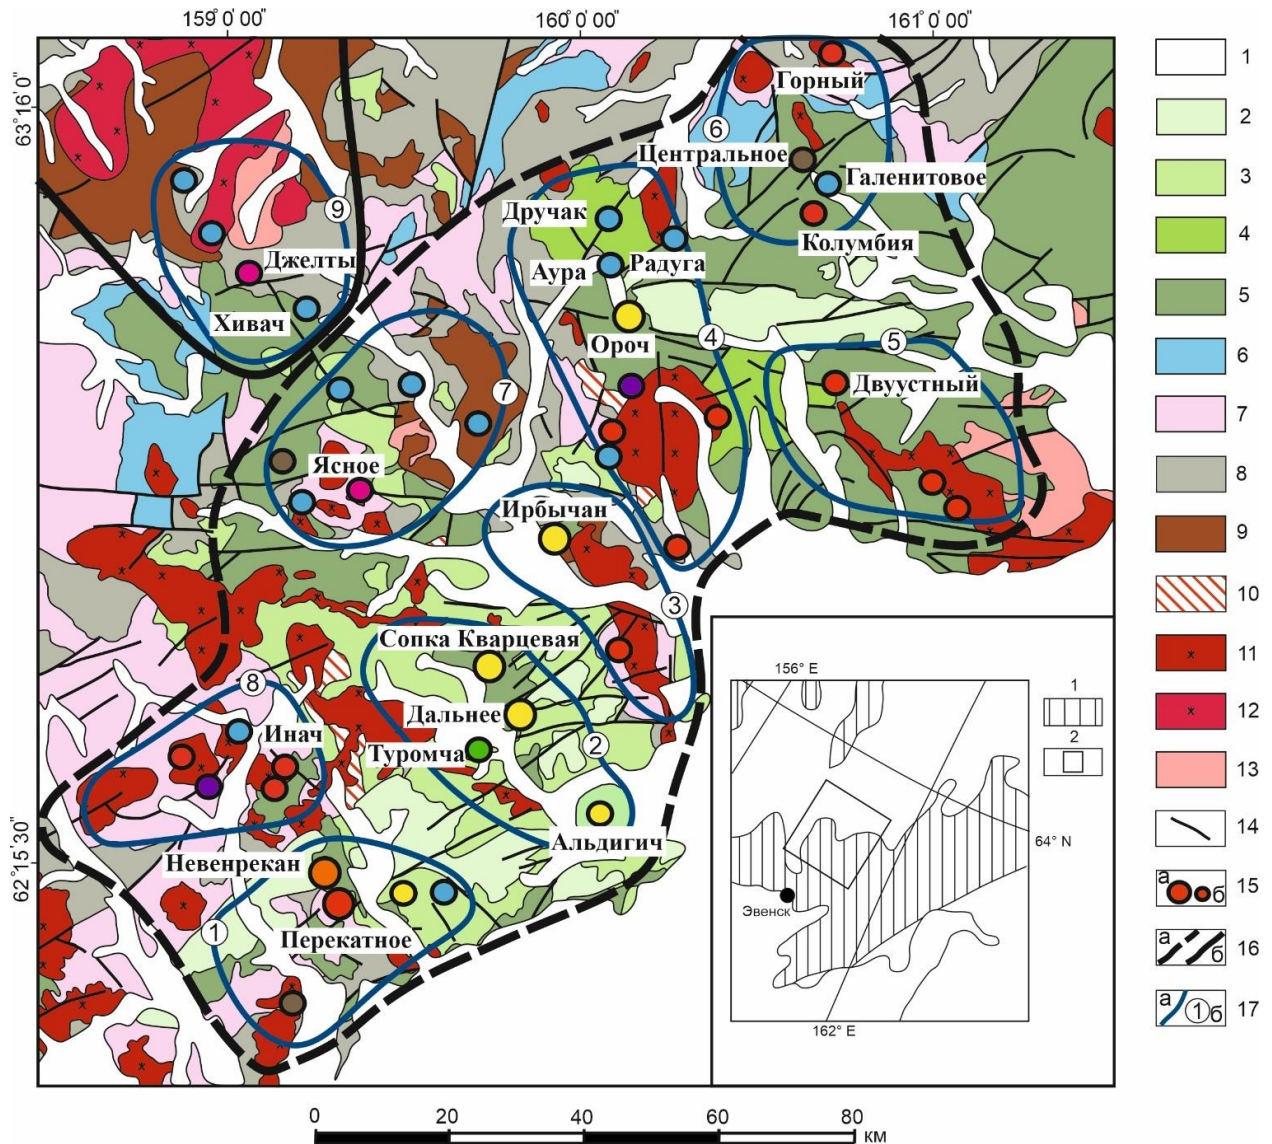 159° 0' 00"
160° 0' 00"
161° 0' 00"
63°16' 0"
62°15'30"
Горный
6
Центральное
Галенитовое
Колумбия
9
Джелты
Хивач
Дручак
Аура
Радуга
Ороч
4
5
Двуустный
7
Ясное
Ирбычан
3
Сопка Кварцевая
Дальнее
Туромча
2
Альдигич
8
Инач
Невенрекан
1
Перекатное
156° E
64° N
Эвенск
162° E
1
2
1
2
3
4
5
6
7
8
9
10
11
12
13
14
а б 15
а б 16
а 1 б 17
0 20 40 60 80
км